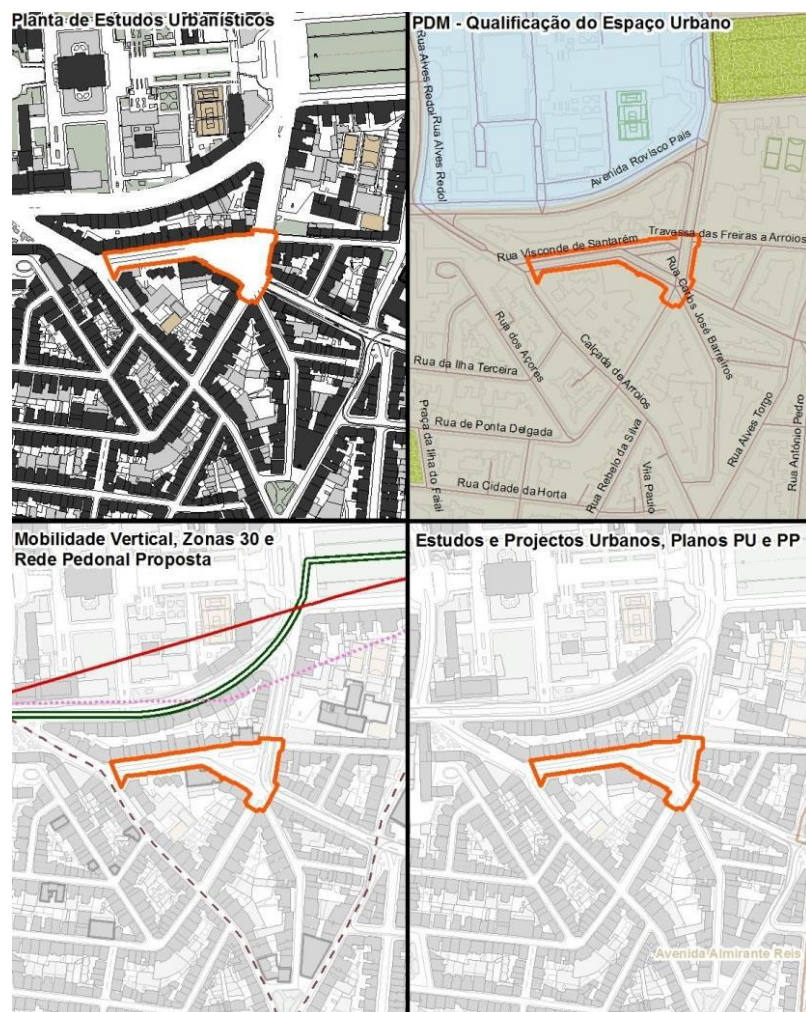 Planta de Estudos Urbanísticos
PDM - Qualificação do Espaço Urbano
Rua Alves Redol
Rua Alves Redol
Avenida Rovisco Pais
Rua Visconde de Santarém
Travessa das Freiras a Arroios
Rua Carlos José Barreiros
Rua dos Açores
Calçada de Arroios
Rua da Ilha Terceira
Rua de Ponta Delgada
Praça da Ilha do Faial
Rua Cidade da Horta
Rua Rebelo da Silva
Vila Paulo
Rua Alves Torgo
Rua António Pedro
Mobilidade Vertical, Zonas 30 e
Rede Pedonal Proposta
Estudos e Projectos Urbanos, Planos PU e PP
Avenida Almirante Reis